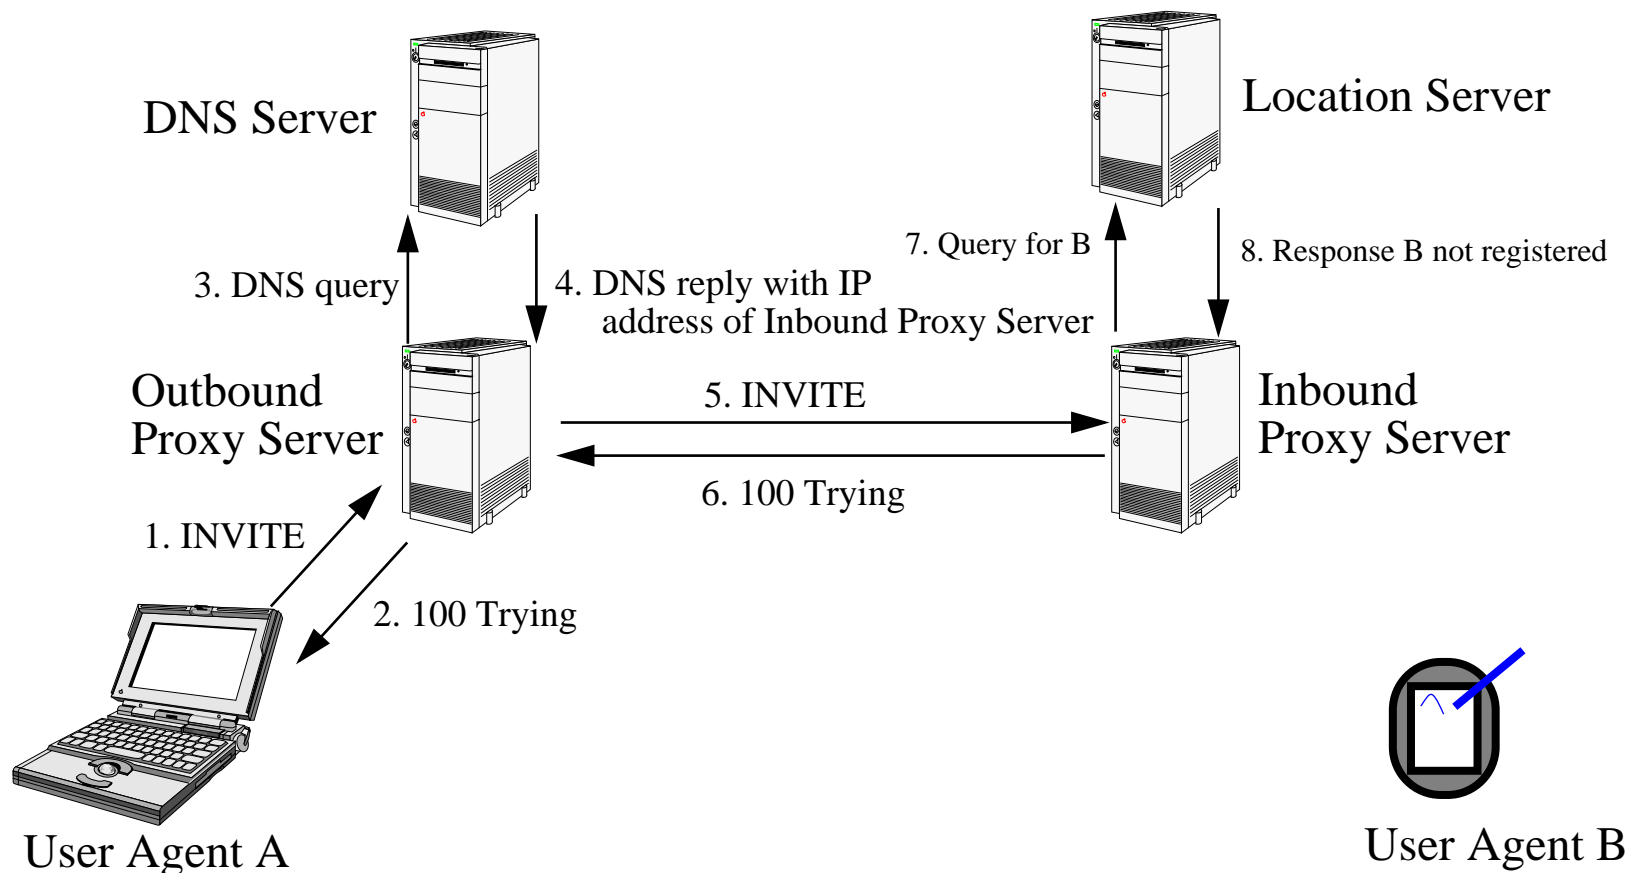 DNS Server
Location Server
7. Query for B
8. Response B not registered
3. DNS query
4. DNS reply with IP
address of Inbound Proxy Server
Outbound
Proxy Server
5. INVITE
Inbound
Proxy Server
6. 100 Trying
1. INVITE
2. 100 Trying
User Agent A
User Agent B